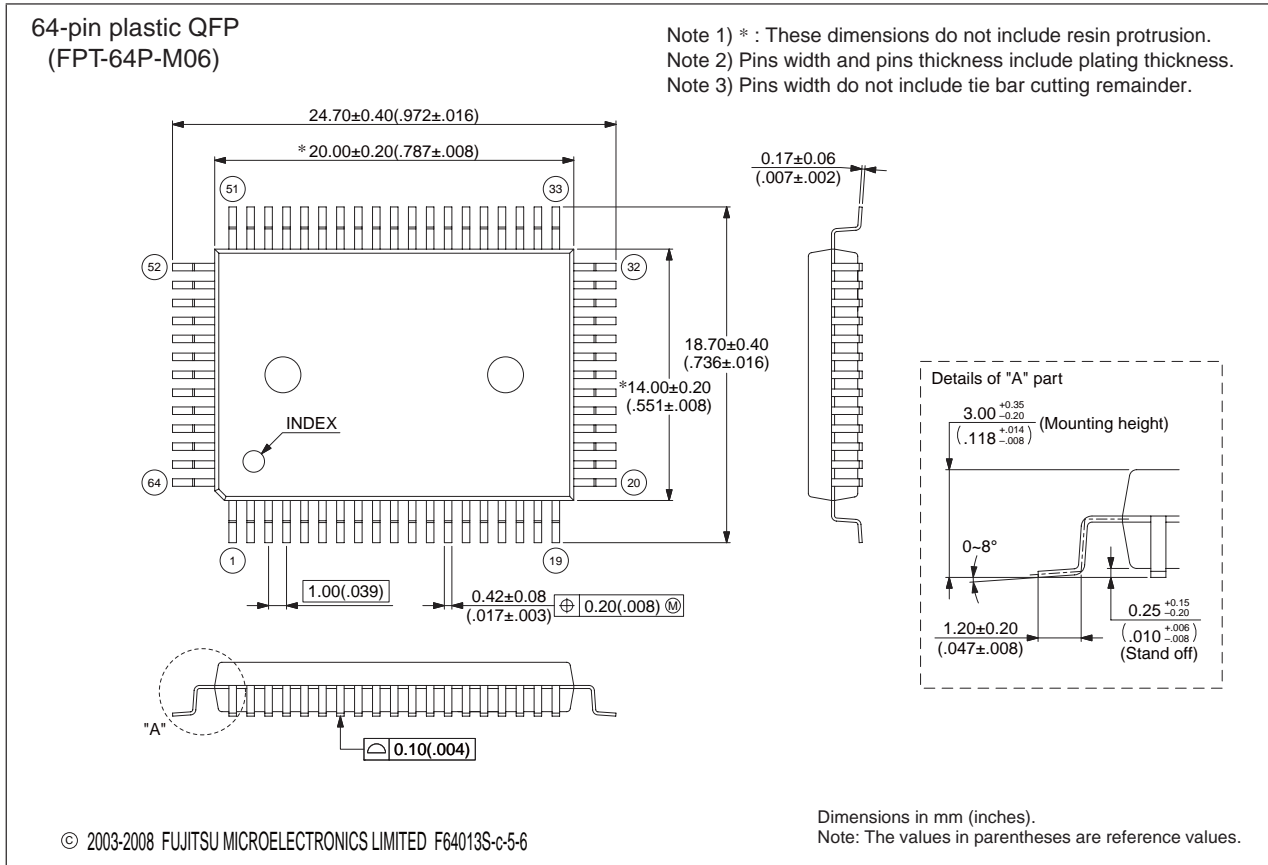 64-pin plastic QFP
(FPT-64P-M06)
Note 1) * : These dimensions do not include resin protrusion.
Note 2) Pins width and pins thickness include plating thickness.
Note 3) Pins width do not include tie bar cutting remainder.
24.70±0.40(.972±.016)
*20.00±0.20(.787±.008)
0.17±0.06
(.007±.002)
51
33
52
32
18.70±0.40
(.736±.016)
*14.00±0.20
(.551±.008)
INDEX
64
20
1
19
1.00(.039)
0.42±0.08
(.017±.003)
⌖ 0.20(.008) Ⓜ
Details of "A" part
3.00 +0.35 −0.20
(.118 +.014 −.008)
(Mounting height)
0~8°
1.20±0.20
(.047±.008)
0.25 +0.15 −0.20
(.010 +.006 −.008)
(Stand off)
"A"
⌓ 0.10(.004)
© 2003-2008 FUJITSU MICROELECTRONICS LIMITED F64013S-c-5-6
Dimensions in mm (inches).
Note: The values in parentheses are reference values.